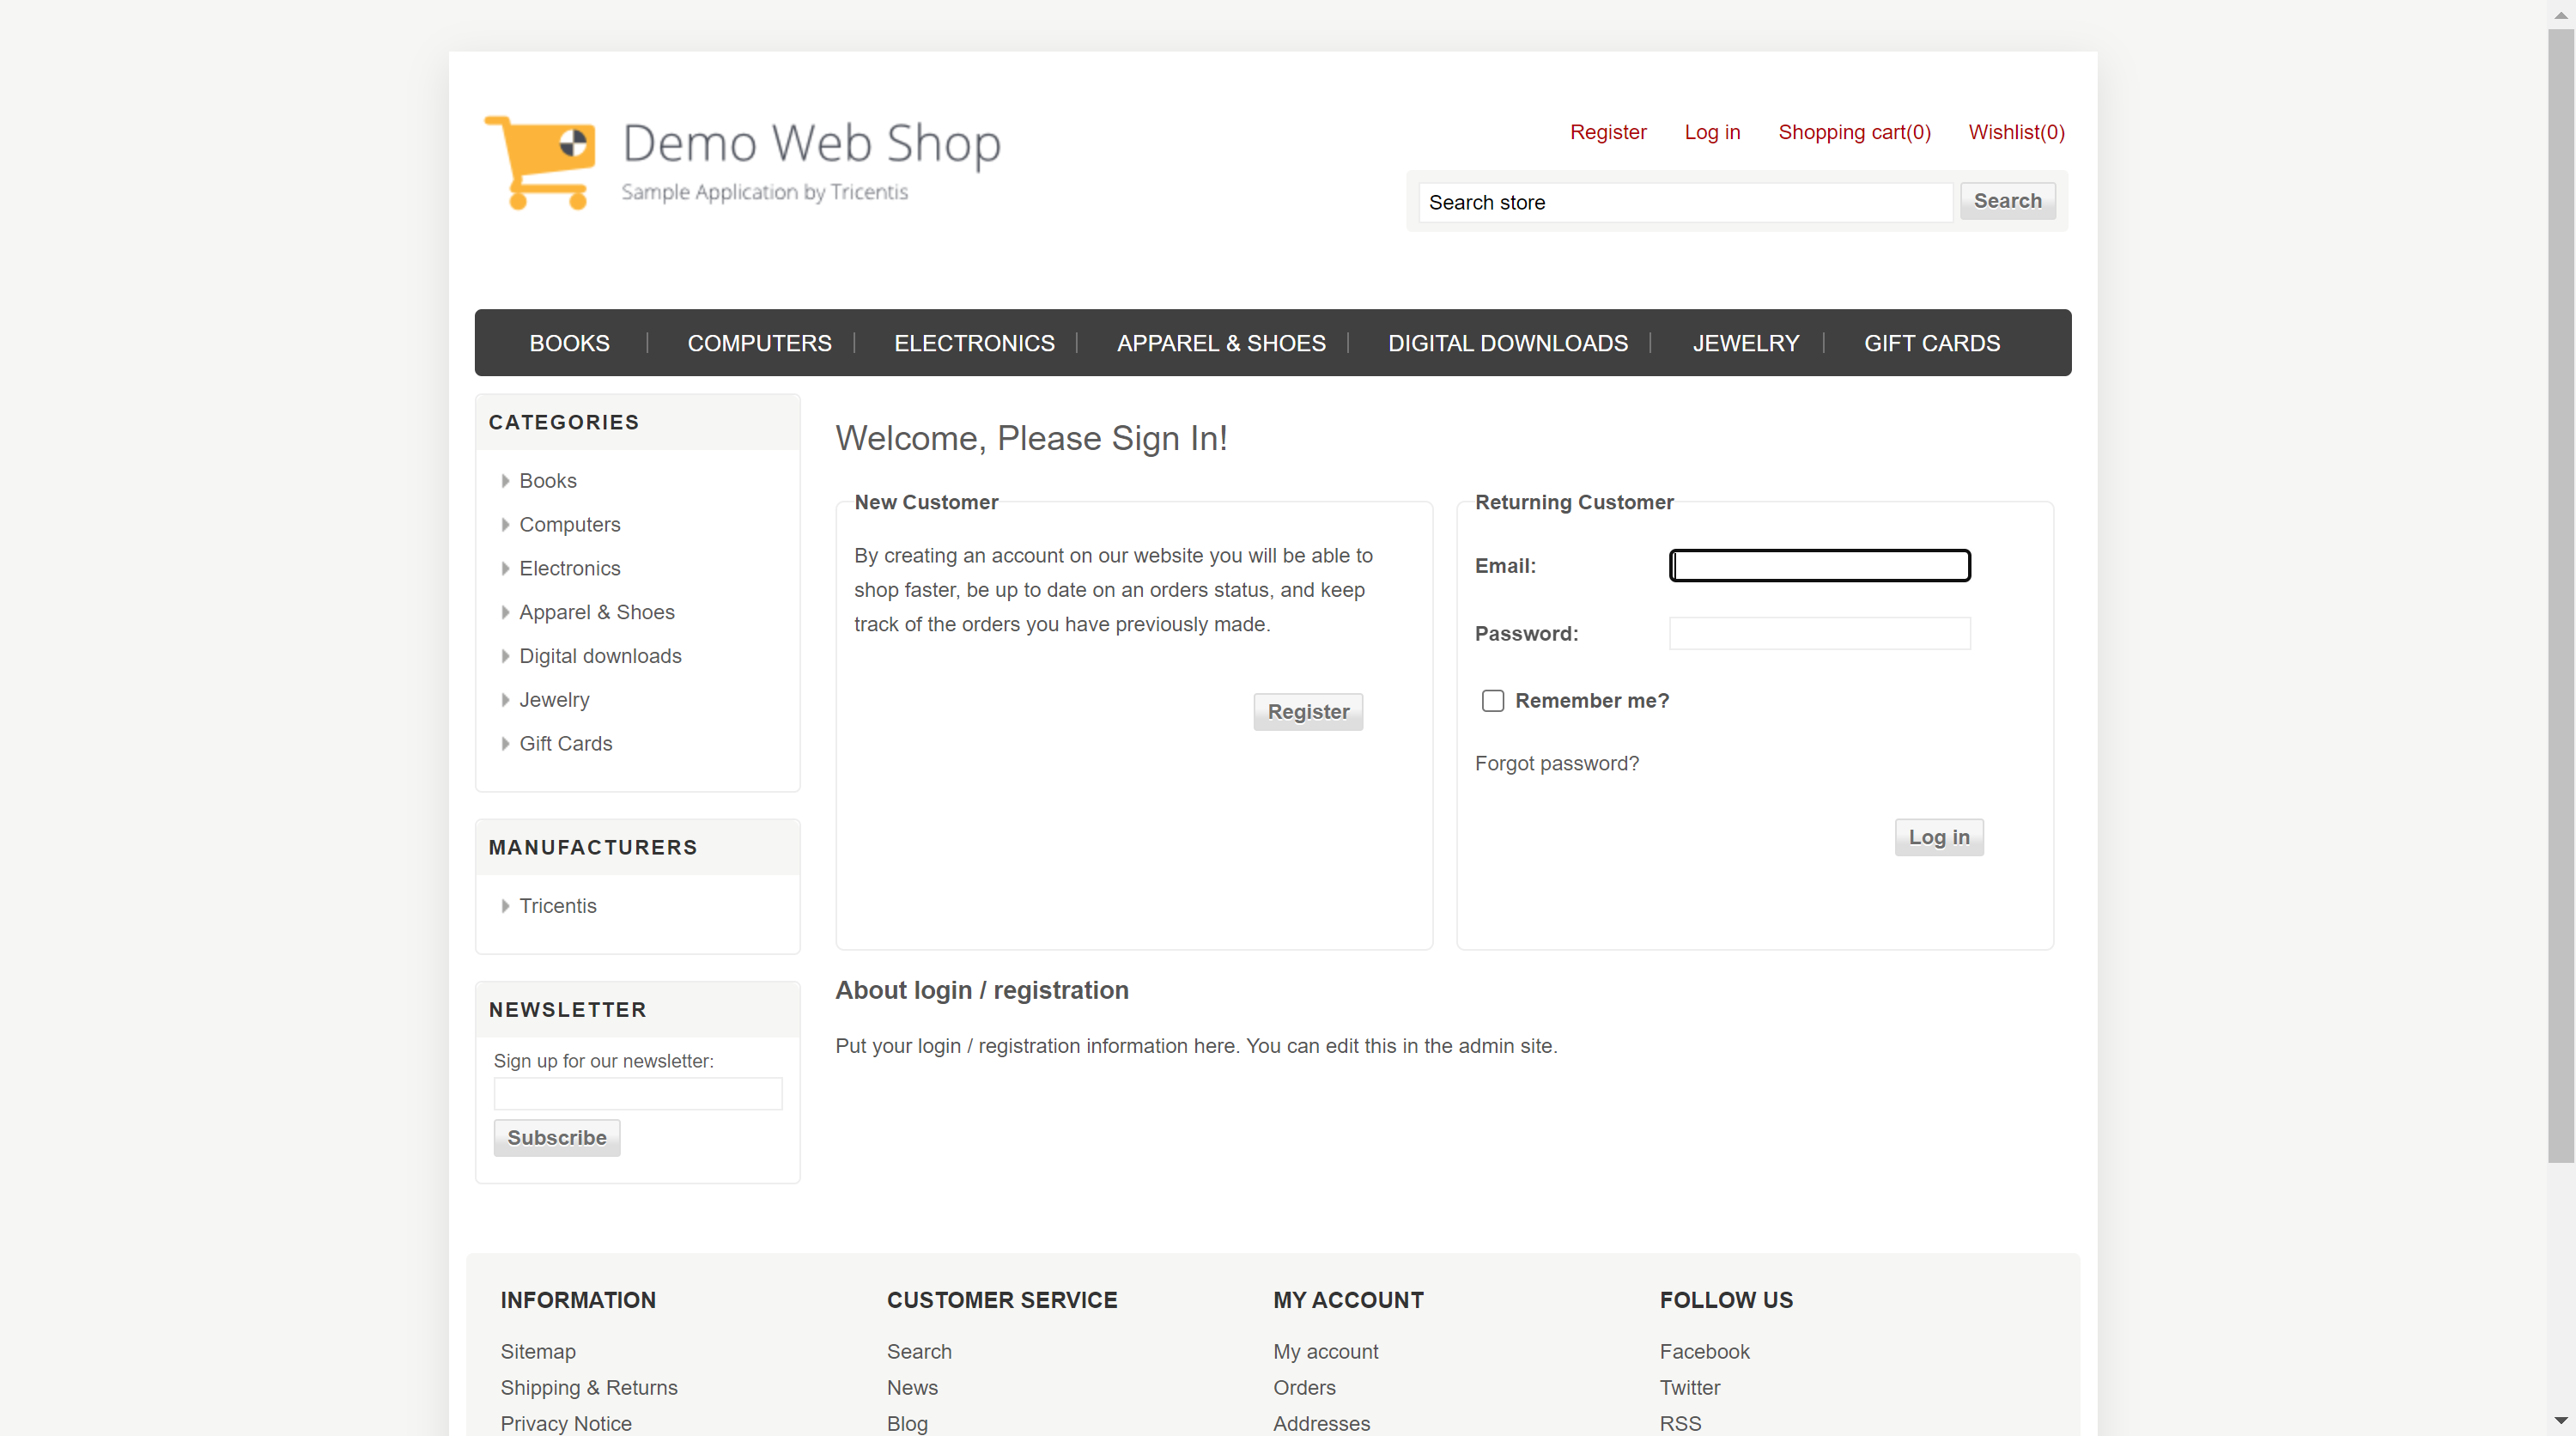 Demo Web Shop
Sample Application by Tricentis
Register Log in Shopping cart(0) Wishlist(0)
Search store Search
BOOKS COMPUTERS ELECTRONICS APPAREL & SHOES DIGITAL DOWNLOADS JEWELRY GIFT CARDS
CATEGORIES
Books
Computers
Electronics
Apparel & Shoes
Digital downloads
Jewelry
Gift Cards
MANUFACTURERS
Tricentis
NEWSLETTER
Sign up for our newsletter:
Subscribe
Welcome, Please Sign In!
New Customer
By creating an account on our website you will be able to
shop faster, be up to date on an orders status, and keep
track of the orders you have previously made.
Register
Returning Customer
Email:
Password:
Remember me?
Forgot password?
Log in
About login / registration
Put your login / registration information here. You can edit this in the admin site.
INFORMATION
Sitemap
Shipping & Returns
Privacy Notice
CUSTOMER SERVICE
Search
News
Blog
MY ACCOUNT
My account
Orders
Addresses
FOLLOW US
Facebook
Twitter
RSS